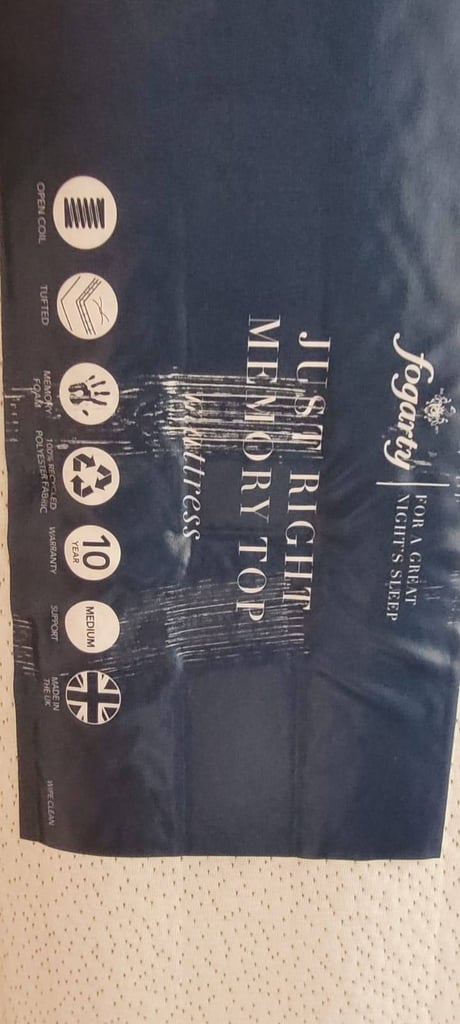 fogarty
FOR A GREAT
NIGHT'S SLEEP
JUST RIGHT
MEMORY TOP
mattress
OPEN COIL
TUFTED
MEMORY
FOAM
100% RECYCLED
POLYESTER FABRIC
10
YEAR
WARRANTY
MEDIUM
SUPPORT
MADE IN
THE UK
WIPE CLEAN